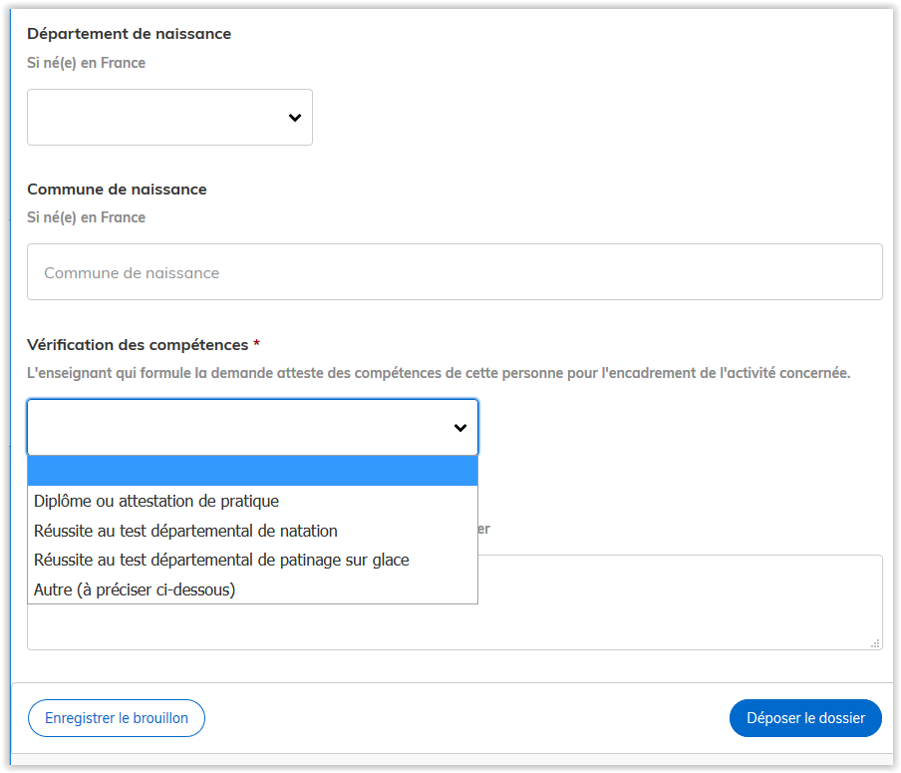 Département de naissance
Si né(e) en France
Commune de naissance
Si né(e) en France
Commune de naissance
Vérification des compétences *
L'enseignant qui formule la demande atteste des compétences de cette personne pour l'encadrement de l'activité concernée.
Diplôme ou attestation de pratique
Réussite au test départemental de natation
er
Réussite au test départemental de patinage sur glace
Autre (à préciser ci-dessous)
Enregistrer le brouillon
Déposer le dossier